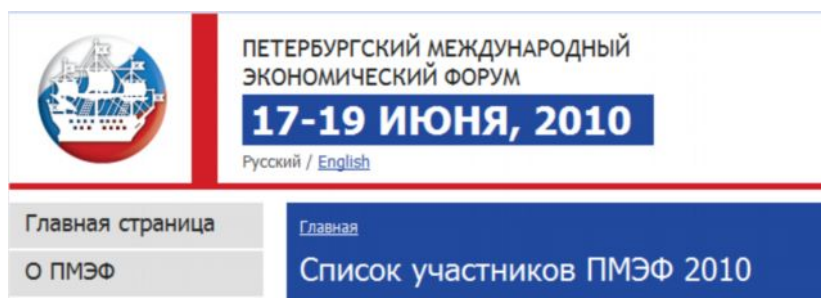 ПЕТЕРБУРГСКИЙ МЕЖДУНАРОДНЫЙ
ЭКОНОМИЧЕСКИЙ ФОРУМ
17-19 ИЮНЯ, 2010
Русский / English
Главная страница
О ПМЭФ
Главная
Список участников ПМЭФ 2010